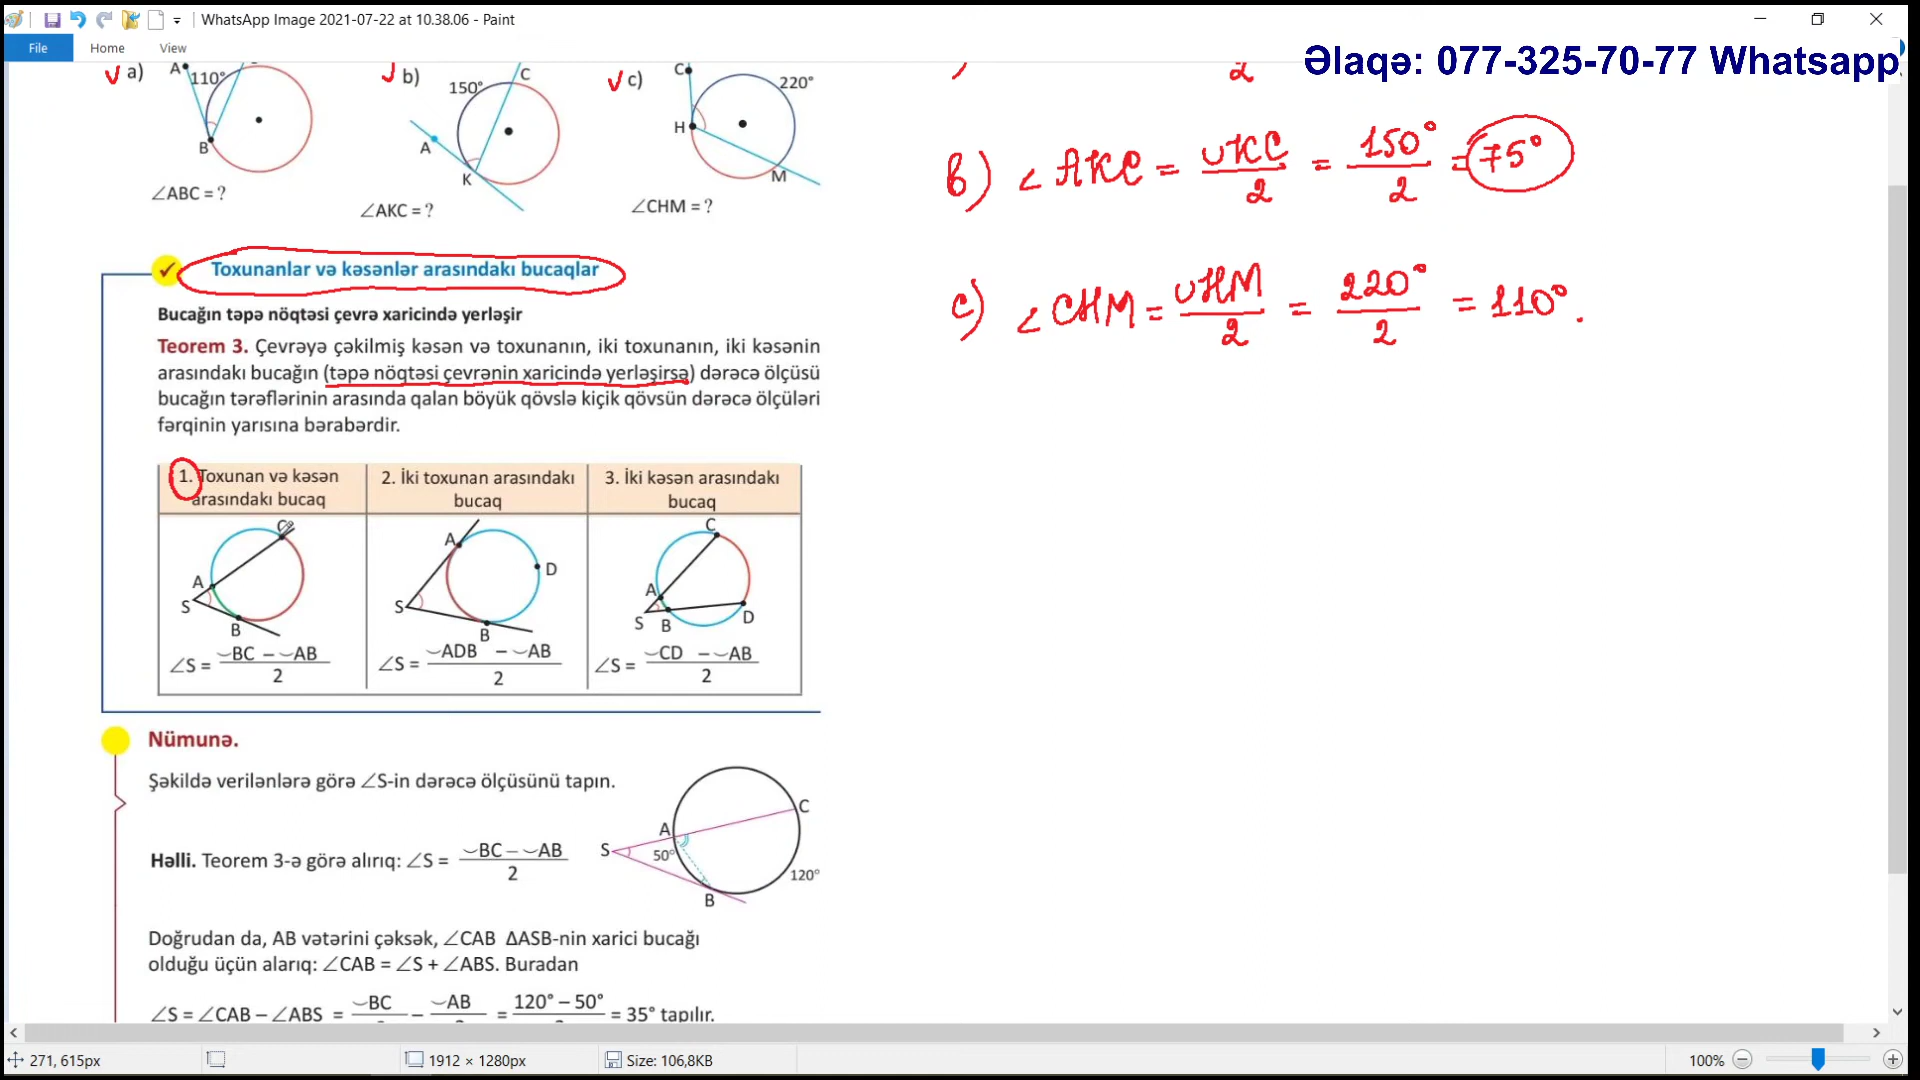 WhatsApp Image 2021-07-22 at 10.38.06 - Paint
File Home View
Əlaqə: 077-325-70-77 Whatsapp
a) A 110° B
∠ABC = ?
b) 150° C A K
∠AKC = ?
c) C 220° H M
∠CHM = ?
2
b) ∠AKC = ◡KC / 2 = 150° / 2 = 75°
c) ∠CHM = ◡HM / 2 = 220° / 2 = 110°.
Toxunanlar və kəsənlər arasındakı bucaqlar
Bucağın təpə nöqtəsi çevrə xaricində yerləşir
Teorem 3. Çevrəyə çəkilmiş kəsən və toxunanın, iki toxunanın, iki kəsənin
arasındakı bucağın (təpə nöqtəsi çevrənin xaricində yerləşirsə) dərəcə ölçüsü
bucağın tərəflərinin arasında qalan böyük qövslə kiçik qövsün dərəcə ölçüləri
fərqinin yarısına bərabərdir.
1. Toxunan və kəsən
arasındakı bucaq
2. İki toxunan arasındakı
bucaq
3. İki kəsən arasındakı
bucaq
C A S B
A D S B
C A S B D
∠S = ◡BC – ◡AB / 2
∠S = ◡ADB – ◡AB / 2
∠S = ◡CD – ◡AB / 2
Nümunə.
Şəkildə verilənlərə görə ∠S-in dərəcə ölçüsünü tapın.
Həlli. Teorem 3-ə görə alırıq: ∠S = ◡BC – ◡AB / 2
C A S 50° 120° B
Doğrudan da, AB vətərini çəksək, ∠CAB ΔASB-nin xarici bucağı
olduğu üçün alarıq: ∠CAB = ∠S + ∠ABS. Buradan
∠S = ∠CAB – ∠ABS = ◡BC – ◡AB = 120° – 50° = 35° tapılır.
271, 615px 1912 × 1280px Size: 106,8KB 100%